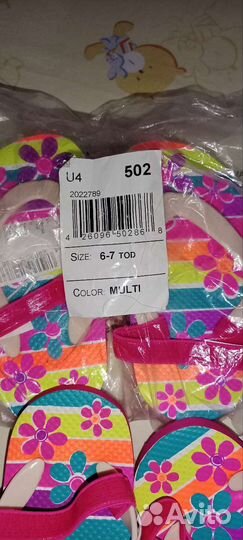 U4 502
2022789
4 26096 50286 8
SIZE: 6-7 TOD
COLOR: MULTI
Avito